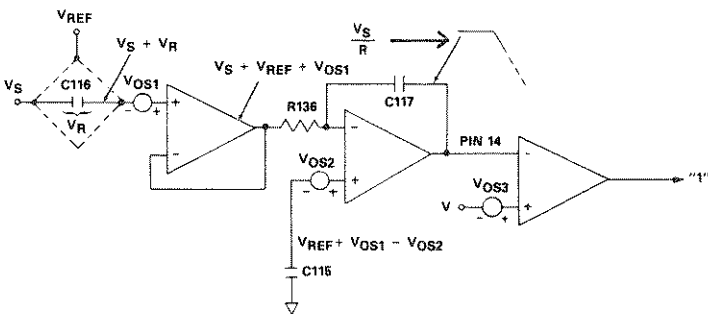 VREF
VS + VR
VS
C116
VOS1
VR
+
-
VS + VREF + VOS1
R136
VS
R
C117
VOS2
VREF + VOS1 - VOS2
C115
PIN 14
VOS3
V
"1"